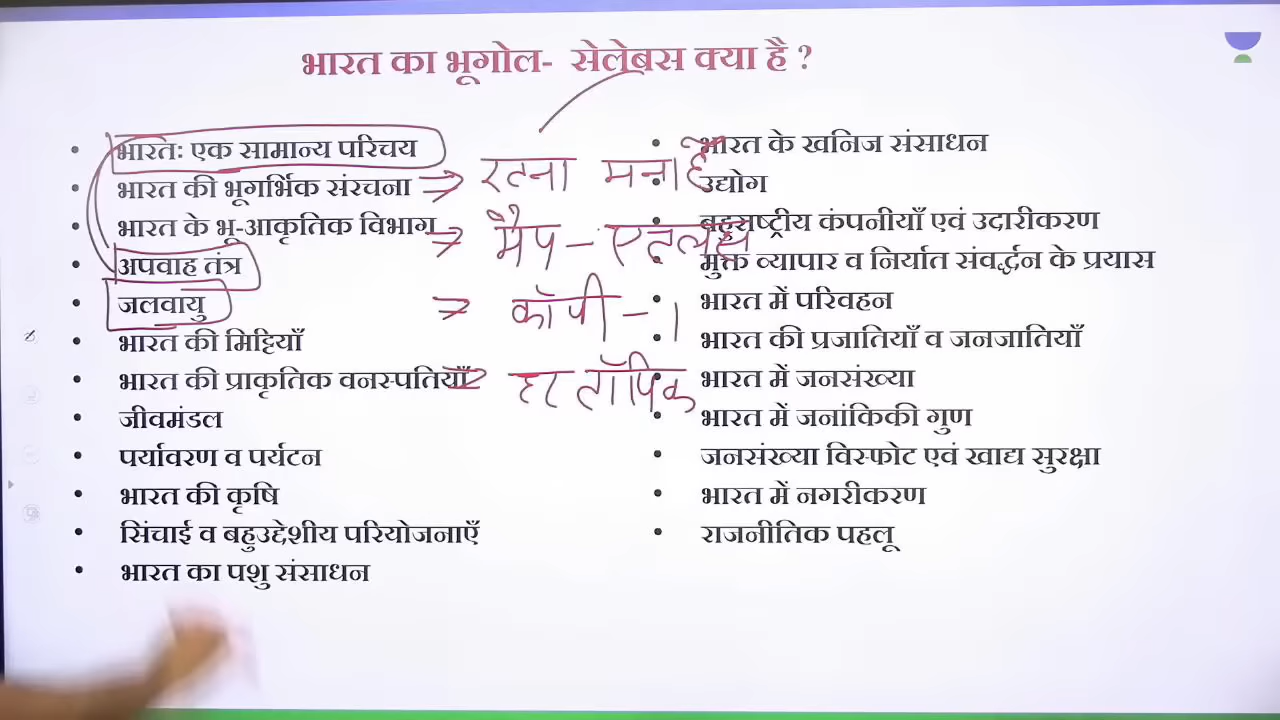 भारत का भूगोल- सेलेबस क्या है ?
• भारतः एक सामान्य परिचय
• भारत की भूगर्भिक संरचना
• भारत के भू-आकृतिक विभाग
• अपवाह तंत्र
• जलवायु
• भारत की मिट्टियाँ
• भारत की प्राकृतिक वनस्पतियाँ
• जीवमंडल
• पर्यावरण व पर्यटन
• भारत की कृषि
• सिंचाई व बहुउद्देशीय परियोजनाएँ
• भारत का पशु संसाधन
⇒ रटना मना है
⇒ मैप – एटलस
⇒ कॉपी – 1
⇒ हर टॉपिक
• भारत के खनिज संसाधन
• उद्योग
• बहुराष्ट्रीय कंपनीयाँ एवं उदारीकरण
• मुक्त व्यापार व निर्यात संवर्द्धन के प्रयास
• भारत में परिवहन
• भारत की प्रजातियाँ व जनजातियाँ
• भारत में जनसंख्या
• भारत में जनांकिकी गुण
• जनसंख्या विस्फोट एवं खाद्य सुरक्षा
• भारत में नगरीकरण
• राजनीतिक पहलू